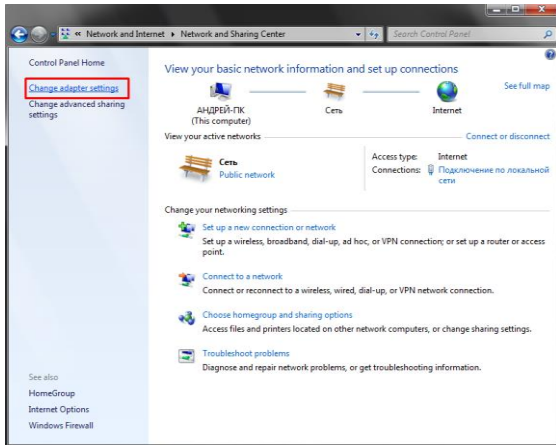 « Network and Internet ▸ Network and Sharing Center
Search Control Panel
Control Panel Home
Change adapter settings
Change advanced sharing
settings
View your basic network information and set up connections
See full map
АНДРЕЙ-ПК
(This computer)
Сеть
Internet
View your active networks
Connect or disconnect
Сеть
Public network
Access type: Internet
Connections: Подключение по локальной
сети
Change your networking settings
Set up a new connection or network
Set up a wireless, broadband, dial-up, ad hoc, or VPN connection; or set up a router or access
point.
Connect to a network
Connect or reconnect to a wireless, wired, dial-up, or VPN network connection.
Choose homegroup and sharing options
Access files and printers located on other network computers, or change sharing settings.
Troubleshoot problems
Diagnose and repair network problems, or get troubleshooting information.
See also
HomeGroup
Internet Options
Windows Firewall